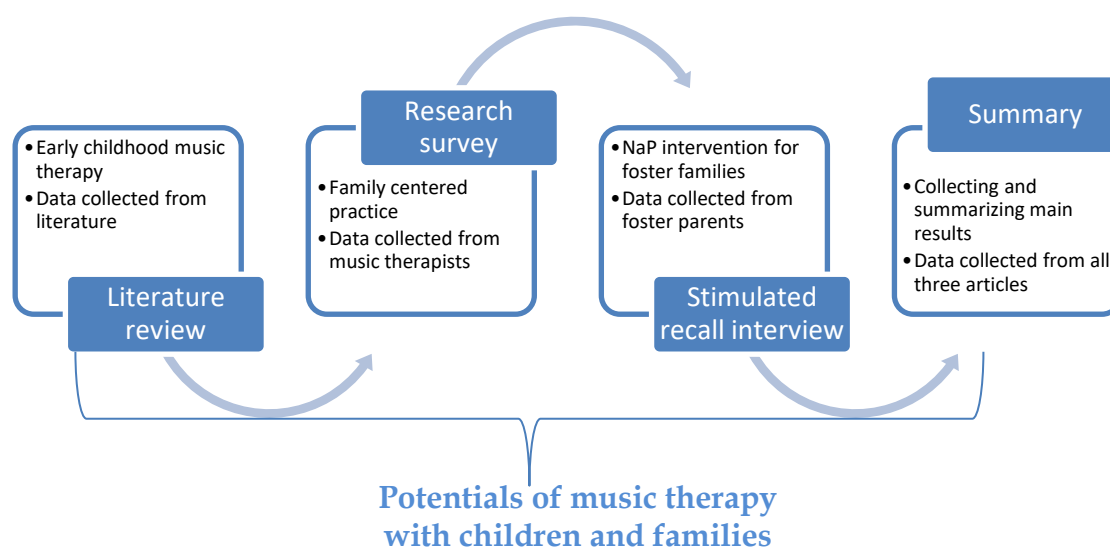 •Early childhood music
therapy
•Data collected from
literature
Literature
review
Research
survey
•Family centered
practice
•Data collected from
music therapists
•NaP intervention for
foster families
•Data collected from
foster parents
Stimulated
recall interview
Summary
•Collecting and
summarizing main
results
•Data collected from all
three articles
Potentials of music therapy
with children and families